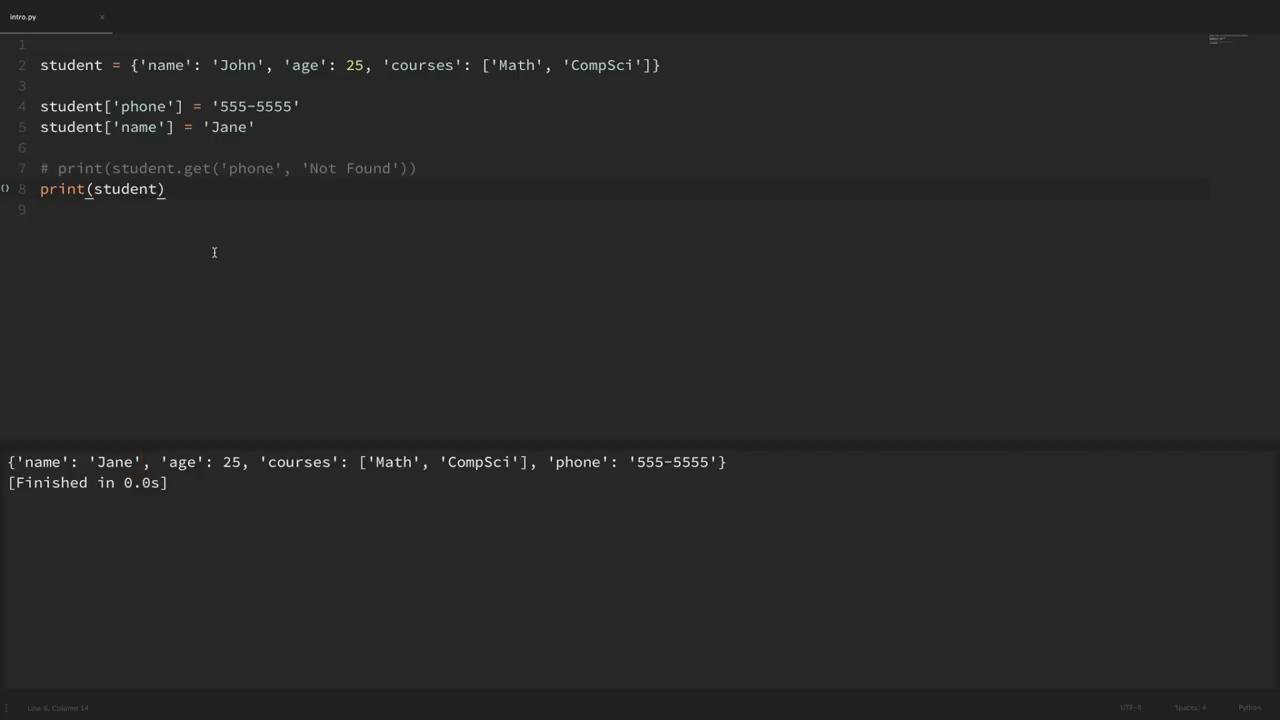 intro.py ×
1
2 student = {'name': 'John', 'age': 25, 'courses': ['Math', 'CompSci']}
3
4 student['phone'] = '555-5555'
5 student['name'] = 'Jane'
6
7 # print(student.get('phone', 'Not Found'))
() 8 print(student)
9
{'name': 'Jane', 'age': 25, 'courses': ['Math', 'CompSci'], 'phone': '555-5555'}
[Finished in 0.0s]
Line 8, Column 14 UTF-8 Spaces: 4 Python